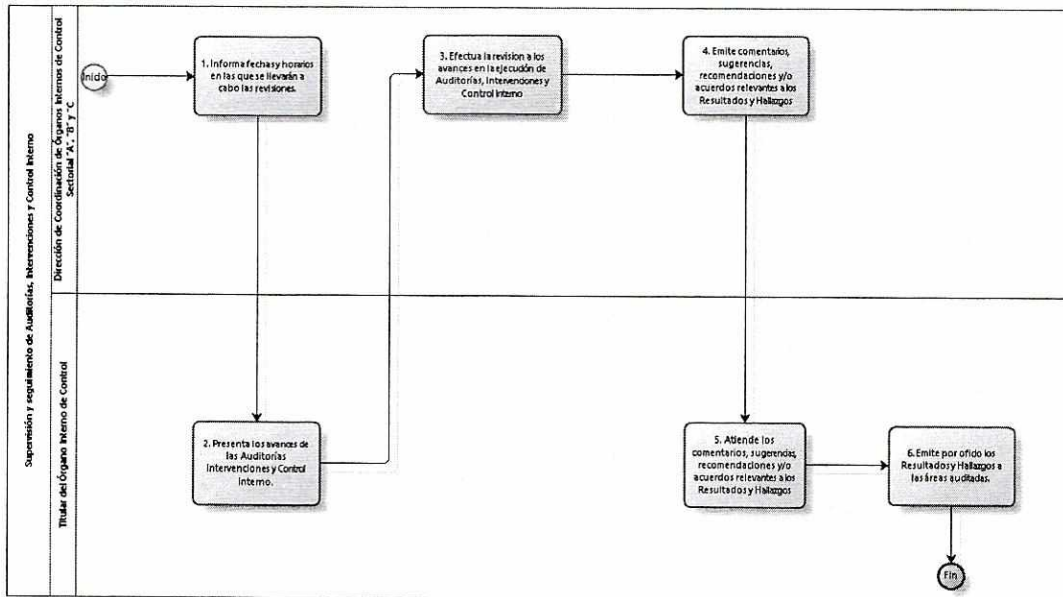 Supervisión y seguimiento de Auditorías, Intervenciones y Control Interno
Dirección de Coordinación de Órganos Internos de Control
Sectorial "A", "B" y "C
Inicio
1. Informa fechas y horarios
en las que se llevarán a
cabo las revisiones.
3. Efectua la revision a los
avances en la ejecución de
Auditorías, Intervenciones y
Control Interno
4. Emite comentarios,
sugerencias,
recomendaciones y/o
acuerdos relevantes a los
Resultados y Hallazgos
Titular del Órgano Interno de Control
2. Presenta los avances de
las Auditorías
Intervenciones y Control
Interno.
5. Atiende los
comentarios, sugerencias,
recomendaciones y/o
acuerdos relevantes a los
Resultados y Hallazgos
6. Emite por oficio los
Resultados y Hallazgos a
las áreas auditadas.
Fin